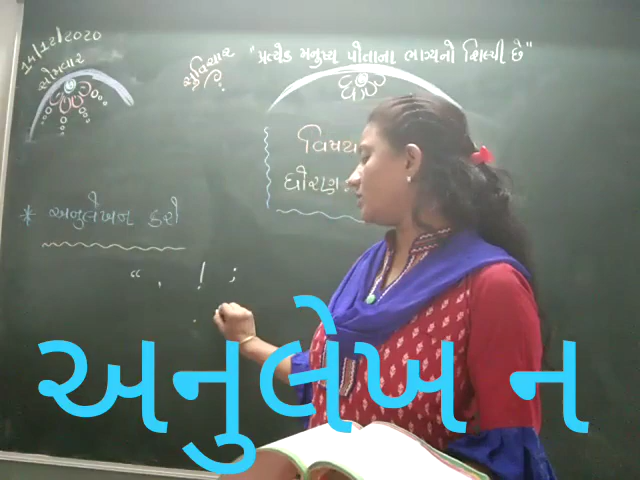 14/12/2020
સોમવાર
સુવિચાર
"પ્રત્યેક મનુષ્ય પોતાના ભાગ્યનો શિલ્પી છે"
વિષય
ધોરણ
* અનુલેખન કરો
“ , ! ;
અનુલેખ ન